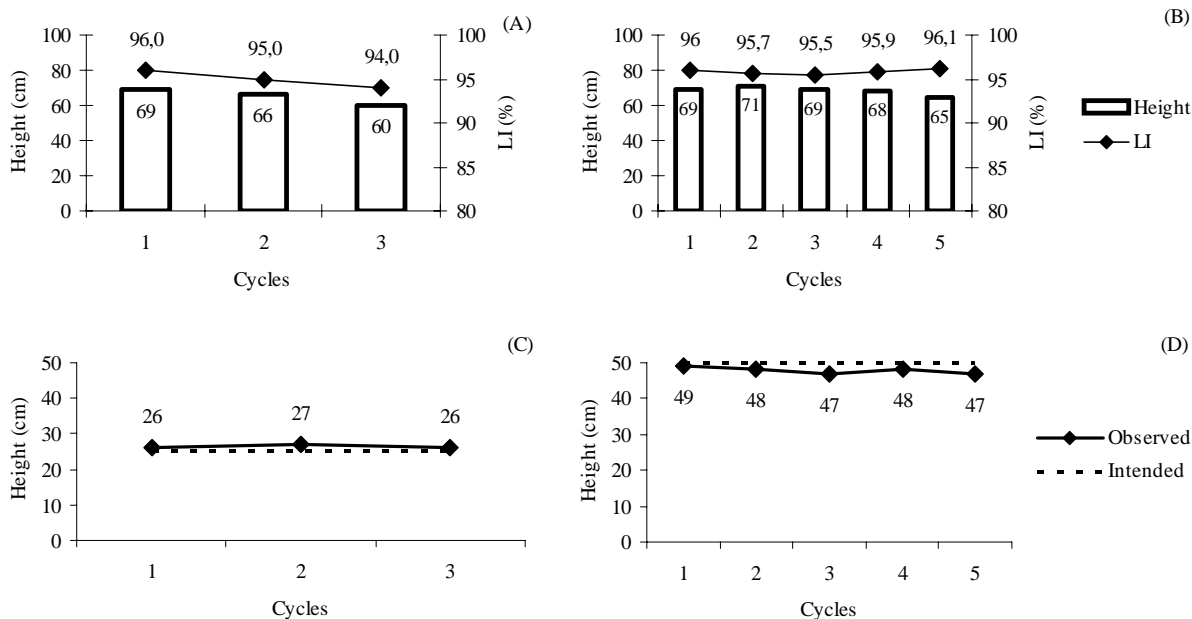 (A)
Height (cm)
100
80
60
40
20
0
96,0 95,0 94,0
69 66 60
100
95
90
85
80
LI (%)
1 2 3
Cycles
(B)
Height (cm)
100
80
60
40
20
0
96 95,7 95,5 95,9 96,1
69 71 69 68 65
100
95
90
85
80
LI (%)
1 2 3 4 5
Cycles
Height
LI
(C)
Height (cm)
50
40
30
20
10
0
26 27 26
1 2 3
Cycles
(D)
Height (cm)
50
40
30
20
10
0
49 48 47 48 47
1 2 3 4 5
Cycles
Observed
Intended